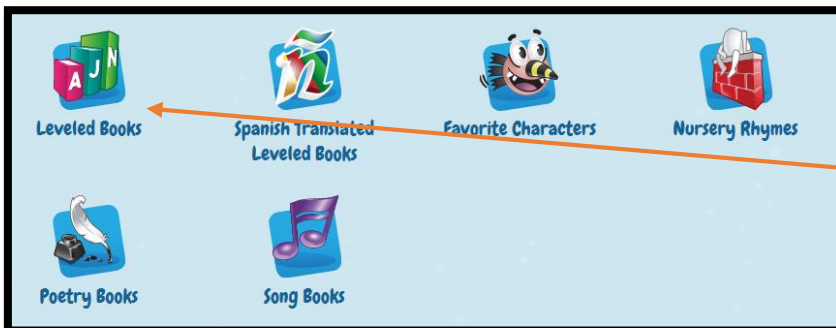 A J N
ñ
Leveled Books
Spanish Translated
Leveled Books
Favorite Characters
Nursery Rhymes
Poetry Books
Song Books